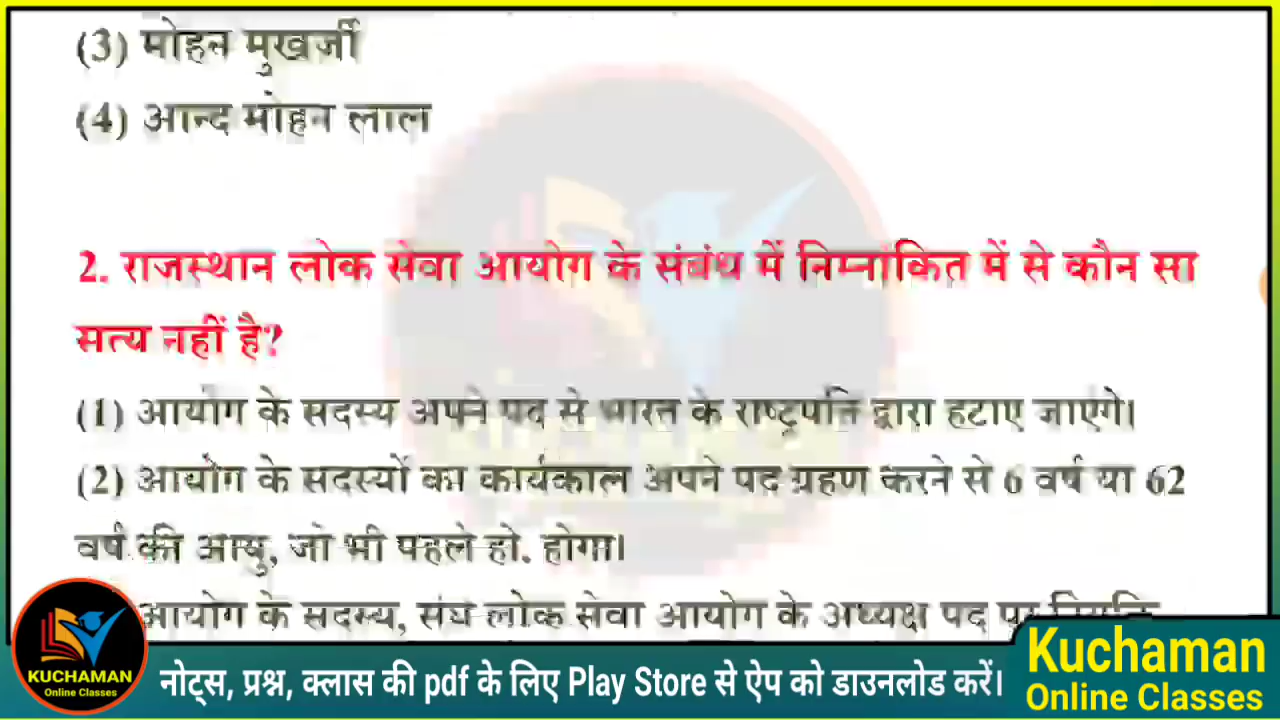 (3) मोहन मुखर्जी
(4) आन्द मोहन लाल
2. राजस्थान लोक सेवा आयोग के संबंध में निम्नांकित में से कौन सा
सत्य नहीं है?
(1) आयोग के सदस्य अपने पद से भारत के राष्ट्रपति द्वारा हटाए जाएंगे।
(2) आयोग के सदस्यों का कार्यकाल अपने पद ग्रहण करने से 6 वर्ष या 62
वर्ष की आयु, जो भी पहले हो. होगा।
आयोग के सदस्य, संघ लोक सेवा आयोग के अध्यक्ष पद पर
KUCHAMAN
Online Classes
नोट्स, प्रश्न, क्लास की pdf के लिए Play Store से ऐप को डाउनलोड करें।
Kuchaman
Online Classes